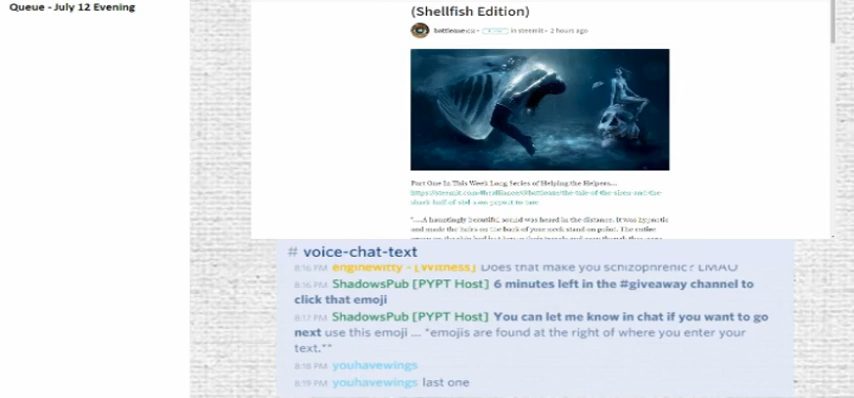 Queue - July 12 Evening
(Shellfish Edition)
in steemit • 2 hours ago
Part One In This Week Long Series of Helping the Helpers...
"....A hauntingly beautiful sound was heard in the distance. It was hypnotic
and made the hairs on the back of your neck stand on point. The entire
# voice-chat-text
8:16 PM enginewitty - [Witness] Does that make you schizophrenic? LMAO
8:16 PM ShadowsPub [PYPT Host] 6 minutes left in the #giveaway channel to
click that emoji
8:17 PM ShadowsPub [PYPT Host] You can let me know in chat if you want to go
next use this emoji ... *emojis are found at the right of where you enter your
text.**
8:18 PM youhavewings
8:19 PM youhavewings last one